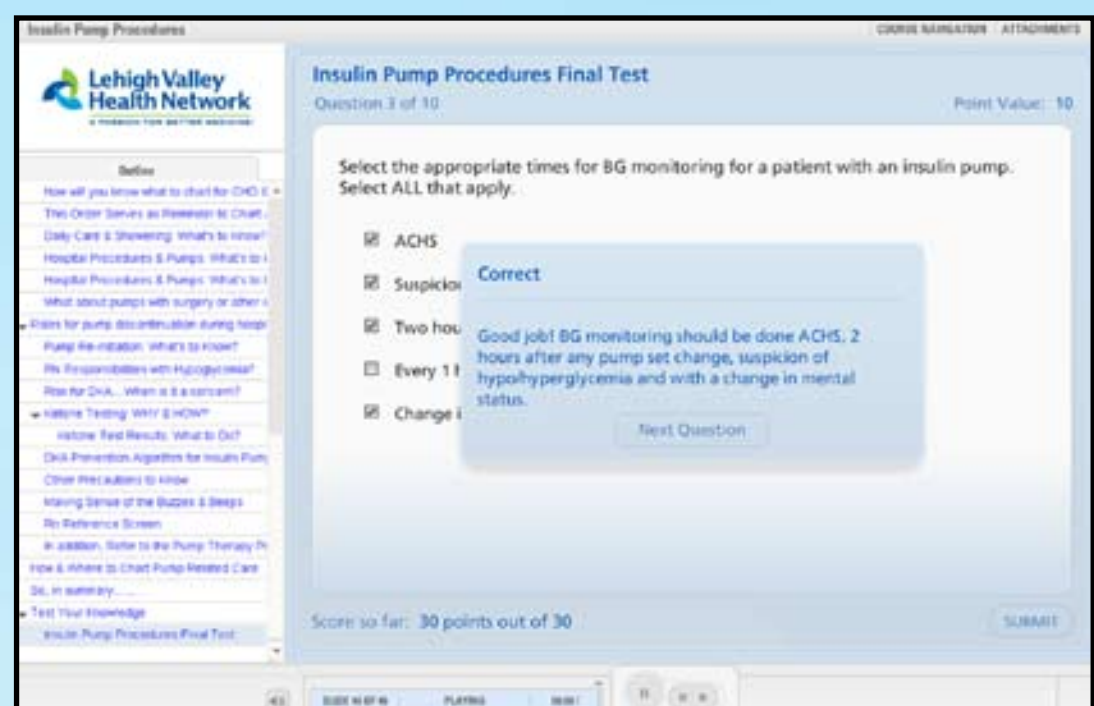 Insulin Pump Procedures
COURSE NAVIGATION ATTACHMENTS
Lehigh Valley
Health Network
A PASSION FOR BETTER MEDICINE
Outline
How will you know what to chart for CHO
This Order Serves as Reminder to Chart
Daily Care & Showering: What's to Know?
Hospital Procedures & Pumps: What's to
Hospital Procedures & Pumps: What's to
What about pumps with surgery or other
for pump discontinuation during
Pump Re-initiation: What's to Know?
RN Responsibilities with Hypoglycemia?
Risk for DKA... When is it a concern?
Ketone Testing: WHY & HOW?
Ketone Test Results: What to Do?
DKA Prevention Algorithm for Insulin Pump
Other Precautions to Know
Making Sense of the Buzzes & Beeps
Rn Reference Screen
In addition, Refer to the Pump Therapy
How & Where to Chart Pump Related Care
So, in summary......
Test Your Knowledge
Insulin Pump Procedures Final Test
Insulin Pump Procedures Final Test
Question 3 of 10
Point Value: 10
Select the appropriate times for BG monitoring for a patient with an insulin pump.
Select ALL that apply.
ACHS
Suspicio
Two hou
Every 1 h
Change i
Correct
Good job! BG monitoring should be done ACHS, 2
hours after any pump set change, suspicion of
hypo/hyperglycemia and with a change in mental
status.
Next Question
Score so far: 30 points out of 30
SUBMIT
PLAYING